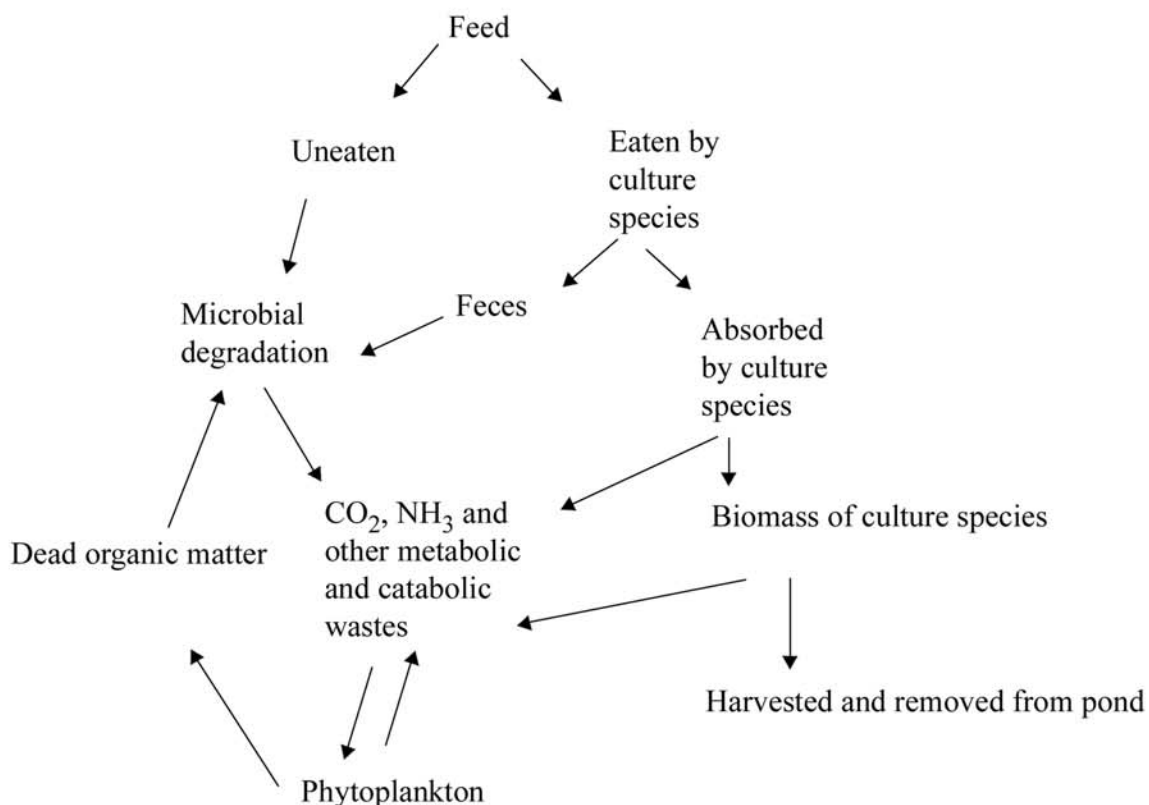 Feed
Uneaten
Eaten by
culture
species
Feces
Microbial
degradation
Absorbed
by culture
species
CO₂, NH₃ and
other metabolic
and catabolic
wastes
Biomass of culture species
Dead organic matter
Harvested and removed from pond
Phytoplankton